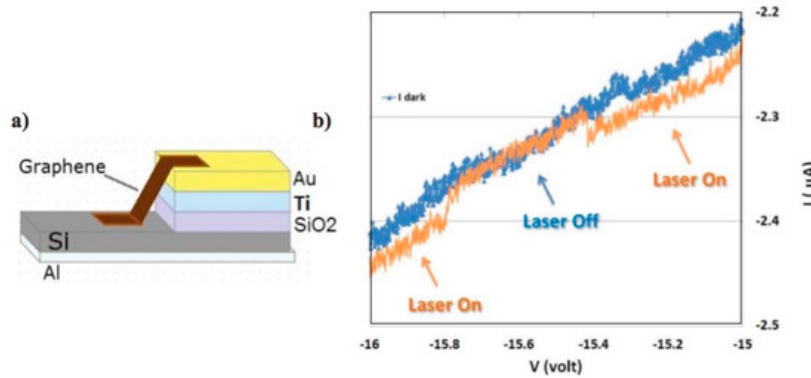 a)
Graphene
Au
Ti
SiO2
Si
Al
b)
I dark
Laser Off
Laser On
Laser On
-2.2
-2.3
-2.4
-2.5
I (µA)
-16
-15.8
-15.6
-15.4
-15.2
-15
V (volt)